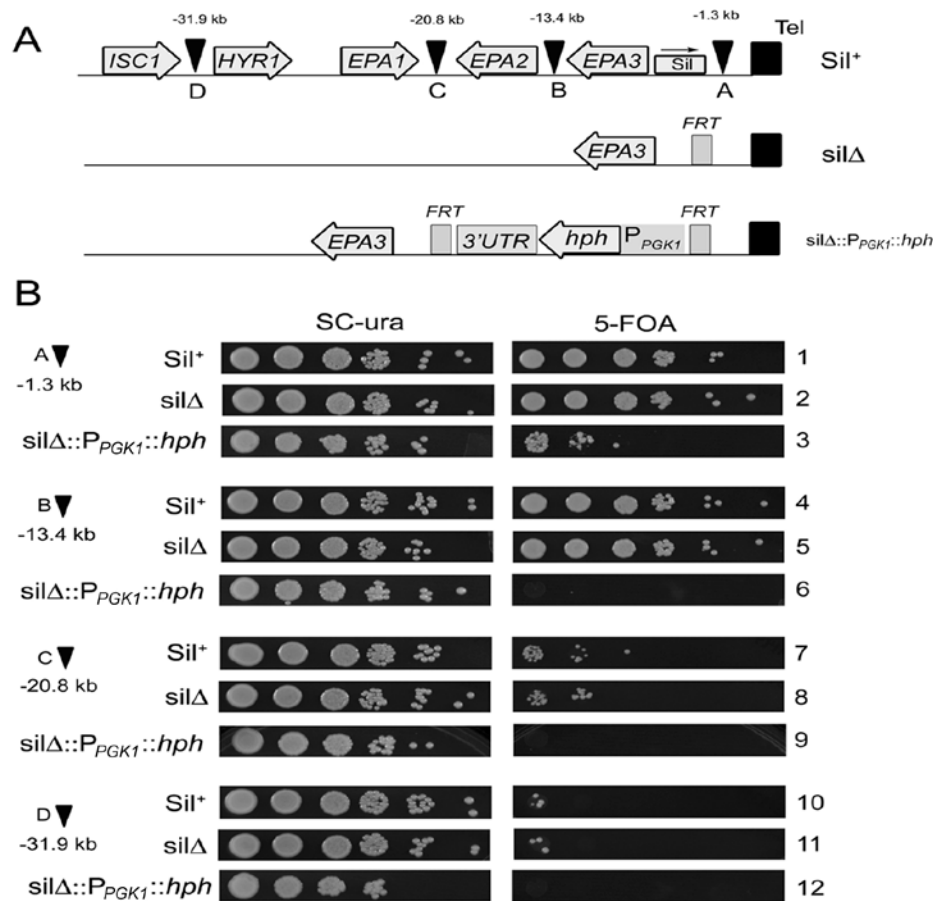 A
-31.9 kb -20.8 kb -13.4 kb -1.3 kb Tel
ISC1 HYR1 EPA1 EPA2 EPA3 Sil Sil+
D C B A
FRT
EPA3 silΔ
FRT FRT
EPA3 3'UTR hph PPGK1 silΔ::PPGK1::hph
B
SC-ura 5-FOA
A Sil+ 1
-1.3 kb
silΔ 2
silΔ::PPGK1::hph 3
B Sil+ 4
-13.4 kb
silΔ 5
silΔ::PPGK1::hph 6
C Sil+ 7
-20.8 kb
silΔ 8
silΔ::PPGK1::hph 9
D Sil+ 10
-31.9 kb
silΔ 11
silΔ::PPGK1::hph 12